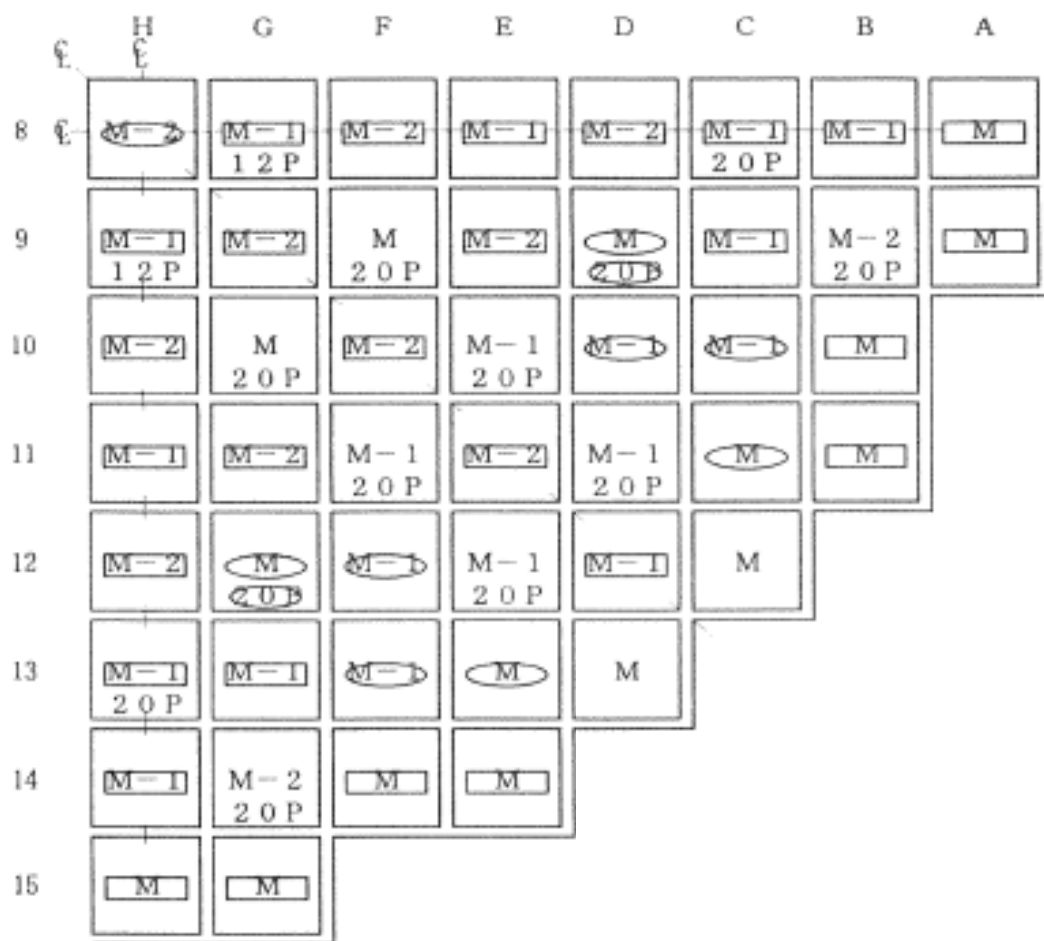 H G F E D C B A
℄ ℄
8 ℄ M-2 M-1 M-2 M-1 M-2 M-1 M-1 M
12P 20P
9 M-1 M-2 M M-2 M M-1 M-2 M
12P 20P 20P 20P
10 M-2 M M-2 M-1 M-1 M-1 M
20P 20P
11 M-1 M-2 M-1 M-2 M-1 M M
20P 20P
12 M-2 M M-1 M-1 M-1 M
20P 20P
13 M-1 M-1 M-1 M M
20P
14 M-1 M-2 M M
20P
15 M M